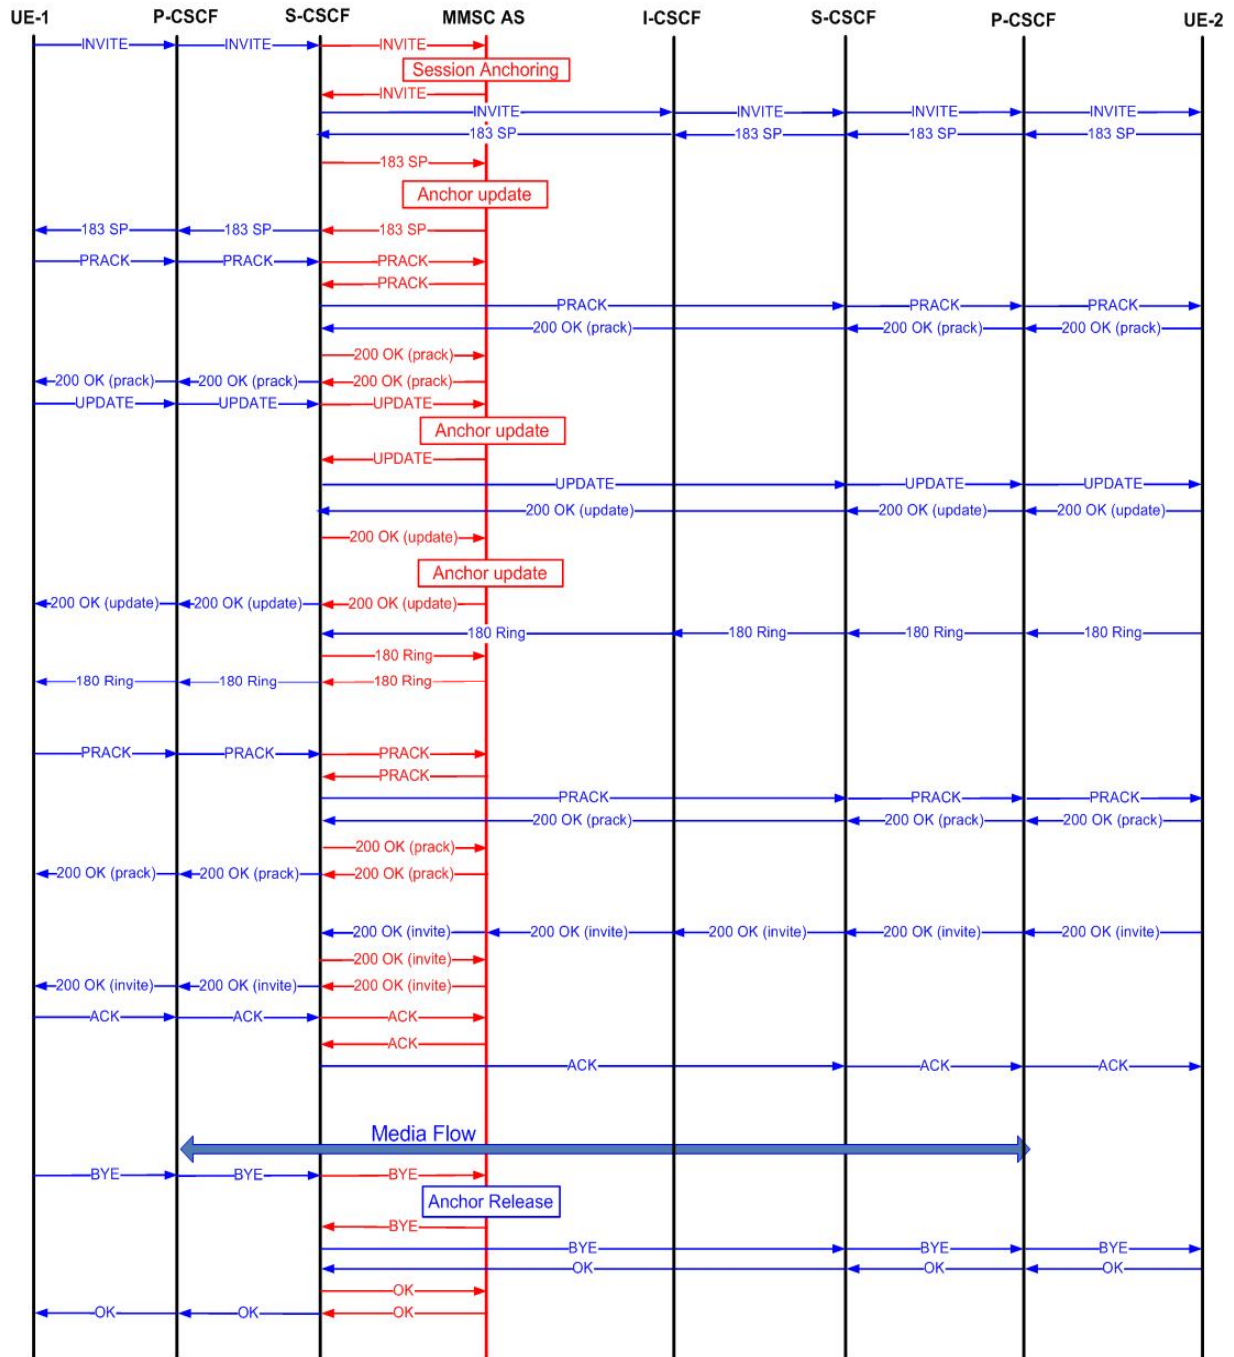 UE-1 P-CSCF S-CSCF MMSC AS I-CSCF S-CSCF P-CSCF UE-2
INVITE INVITE INVITE
Session Anchoring
INVITE
INVITE INVITE INVITE INVITE
183 SP 183 SP 183 SP 183 SP
183 SP
Anchor update
183 SP 183 SP 183 SP
PRACK PRACK PRACK
PRACK
PRACK PRACK PRACK
200 OK (prack) 200 OK (prack) 200 OK (prack)
200 OK (prack)
200 OK (prack) 200 OK (prack) 200 OK (prack)
UPDATE UPDATE UPDATE
Anchor update
UPDATE
UPDATE UPDATE UPDATE
200 OK (update) 200 OK (update) 200 OK (update)
200 OK (update)
Anchor update
200 OK (update) 200 OK (update) 200 OK (update)
180 Ring 180 Ring 180 Ring 180 Ring
180 Ring
180 Ring 180 Ring 180 Ring
PRACK PRACK PRACK
PRACK
PRACK PRACK PRACK
200 OK (prack) 200 OK (prack) 200 OK (prack)
200 OK (prack)
200 OK (prack) 200 OK (prack) 200 OK (prack)
200 OK (invite) 200 OK (invite) 200 OK (invite) 200 OK (invite) 200 OK (invite)
200 OK (invite)
200 OK (invite) 200 OK (invite) 200 OK (invite)
ACK ACK ACK
ACK
ACK ACK ACK
Media Flow
BYE BYE BYE
Anchor Release
BYE
BYE BYE BYE
OK OK OK
OK
OK OK OK